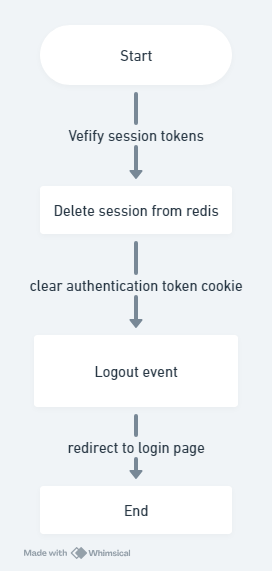 Start
Vefify session tokens
Delete session from redis
clear authentication token cookie
Logout event
redirect to login page
End
Made with Whimsical